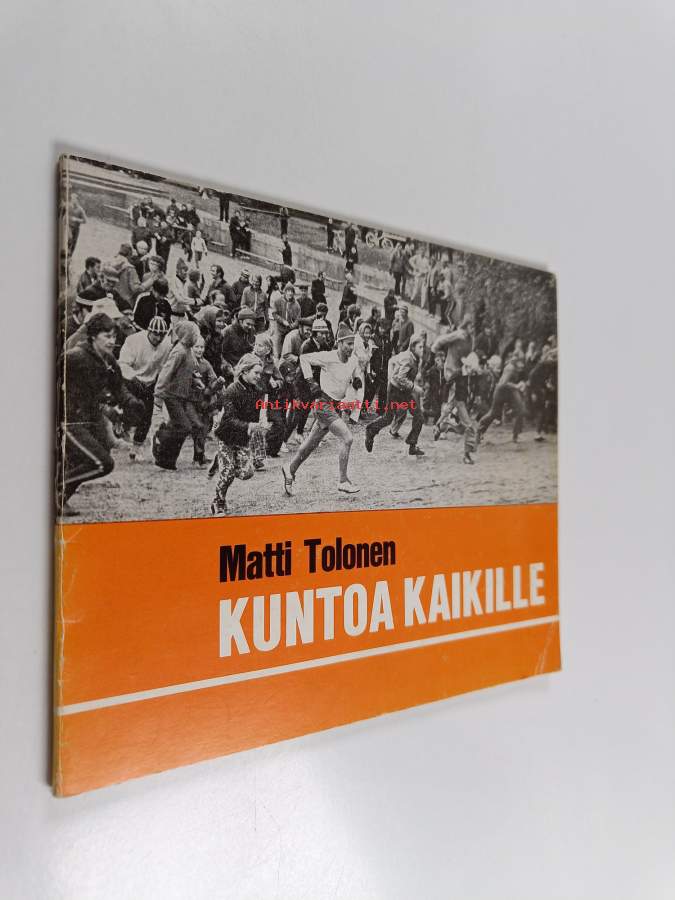 Antikvariaatti.net
Matti Tolonen
KUNTOA KAIKILLE